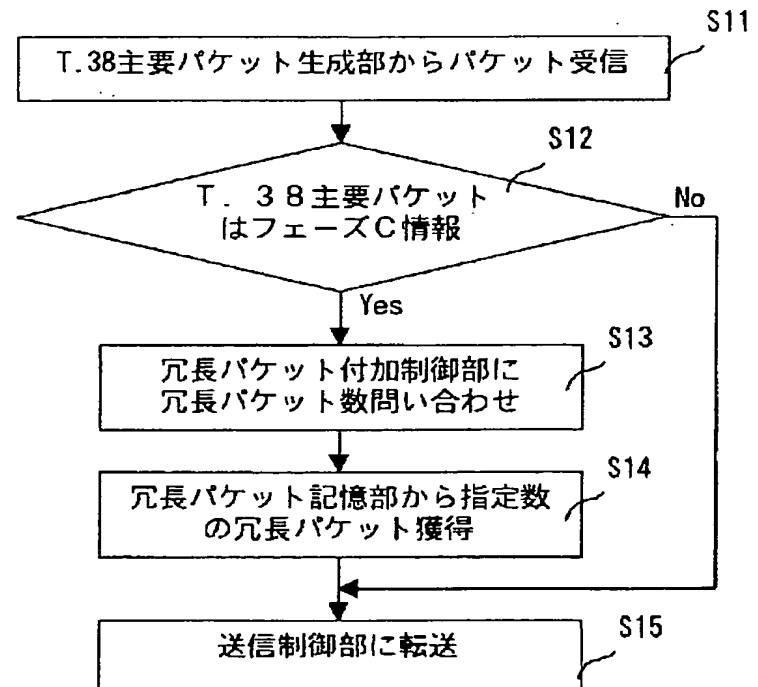 S11
T.38主要パケット生成部からパケット受信
S12
T．３８主要パケット
はフェーズＣ情報
No
Yes
S13
冗長パケット付加制御部に
冗長パケット数問い合わせ
S14
冗長パケット記憶部から指定数
の冗長パケット獲得
S15
送信制御部に転送